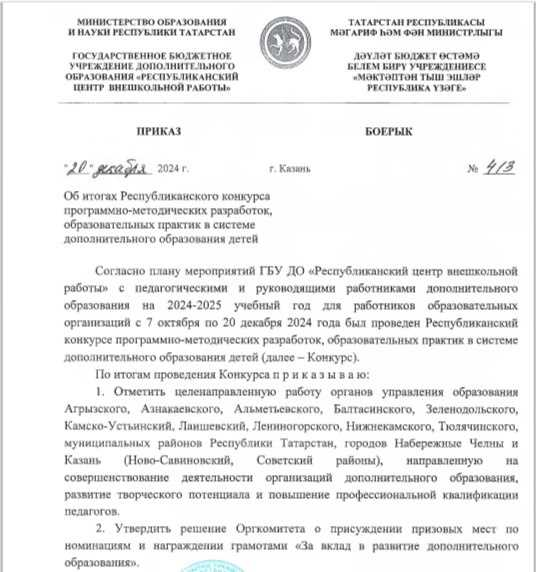 МИНИСТЕРСТВО ОБРАЗОВАНИЯ
И НАУКИ РЕСПУБЛИКИ ТАТАРСТАН
ГОСУДАРСТВЕННОЕ БЮДЖЕТНОЕ
УЧРЕЖДЕНИЕ ДОПОЛНИТЕЛЬНОГО
ОБРАЗОВАНИЯ «РЕСПУБЛИКАНСКИЙ
ЦЕНТР ВНЕШКОЛЬНОЙ РАБОТЫ»
ТАТАРСТАН РЕСПУБЛИКАСЫ
МӘГАРИФ ҺӘМ ФӘН МИНИСТРЛЫГЫ
ДӘҮЛӘТ БЮДЖЕТ ӨСТӘМӘ
БЕЛЕМ БИРҮ УЧРЕЖДЕНИЕСЕ
«МӘКТӘПТӘН ТЫШ ЭШЛӘР
РЕСПУБЛИКА ҮЗӘГЕ»
ПРИКАЗ БОЕРЫК
"20" декабря 2024 г. г. Казань № 413
Об итогах Республиканского конкурса
программно-методических разработок,
образовательных практик в системе
дополнительного образования детей
Согласно плану мероприятий ГБУ ДО «Республиканский центр внешкольной
работы» с педагогическими и руководящими работниками дополнительного
образования на 2024-2025 учебный год для работников образовательных
организаций с 7 октября по 20 декабря 2024 года был проведен Республиканский
конкурсе программно-методических разработок, образовательных практик в системе
дополнительного образования детей (далее – Конкурс).
По итогам проведения Конкурса п р и к а з ы в а ю:
1. Отметить целенаправленную работу органов управления образования
Агрызского, Азнакаевского, Альметьевского, Балтасинского, Зеленодольского,
Камско-Устьинский, Лаишевского, Лениногорского, Нижнекамского, Тюлячинского,
муниципальных районов Республики Татарстан, городов Набережные Челны и
Казань (Ново-Савиновский, Советский районы), направленную на
совершенствование деятельности организаций дополнительного образования,
развитие творческого потенциала и повышение профессиональной квалификации
педагогов.
2. Утвердить решение Оргкомитета о присуждении призовых мест по
номинациям и награждении грамотами «За вклад в развитие дополнительного
образования».